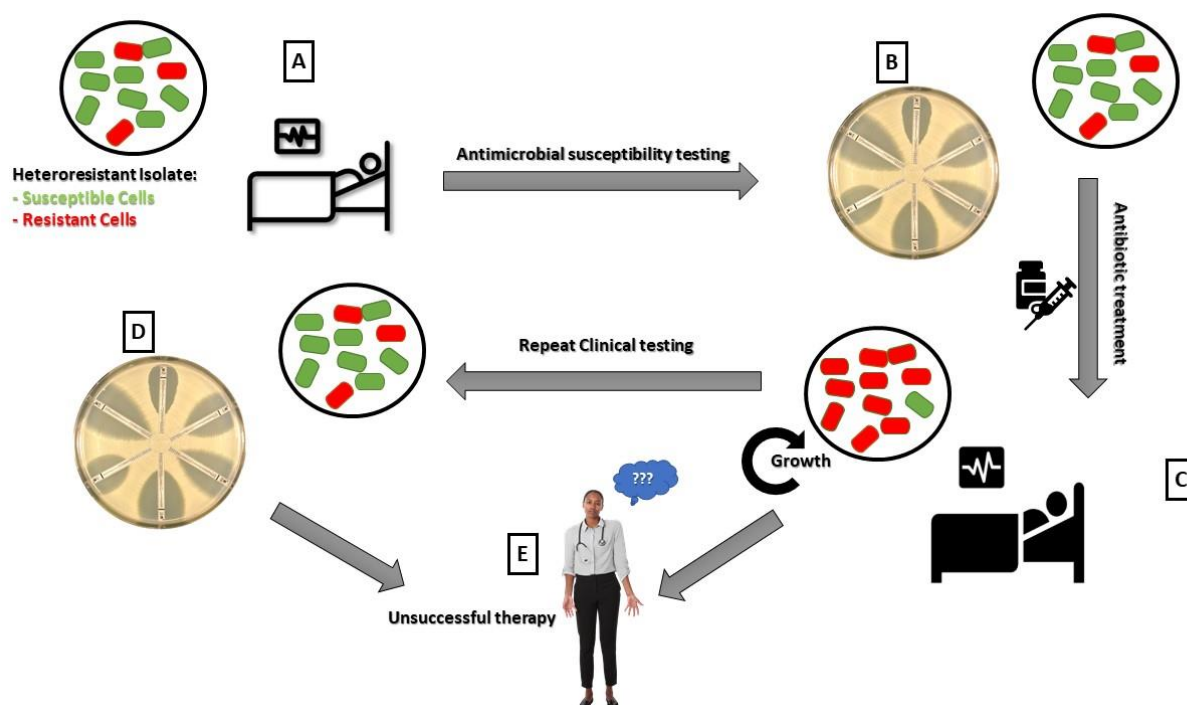 A
B
Heteroresistant Isolate:
- Susceptible Cells
- Resistant Cells
Antimicrobial susceptibility testing
Antibiotic treatment
D
Repeat Clinical testing
Growth
C
???
E
Unsuccessful therapy